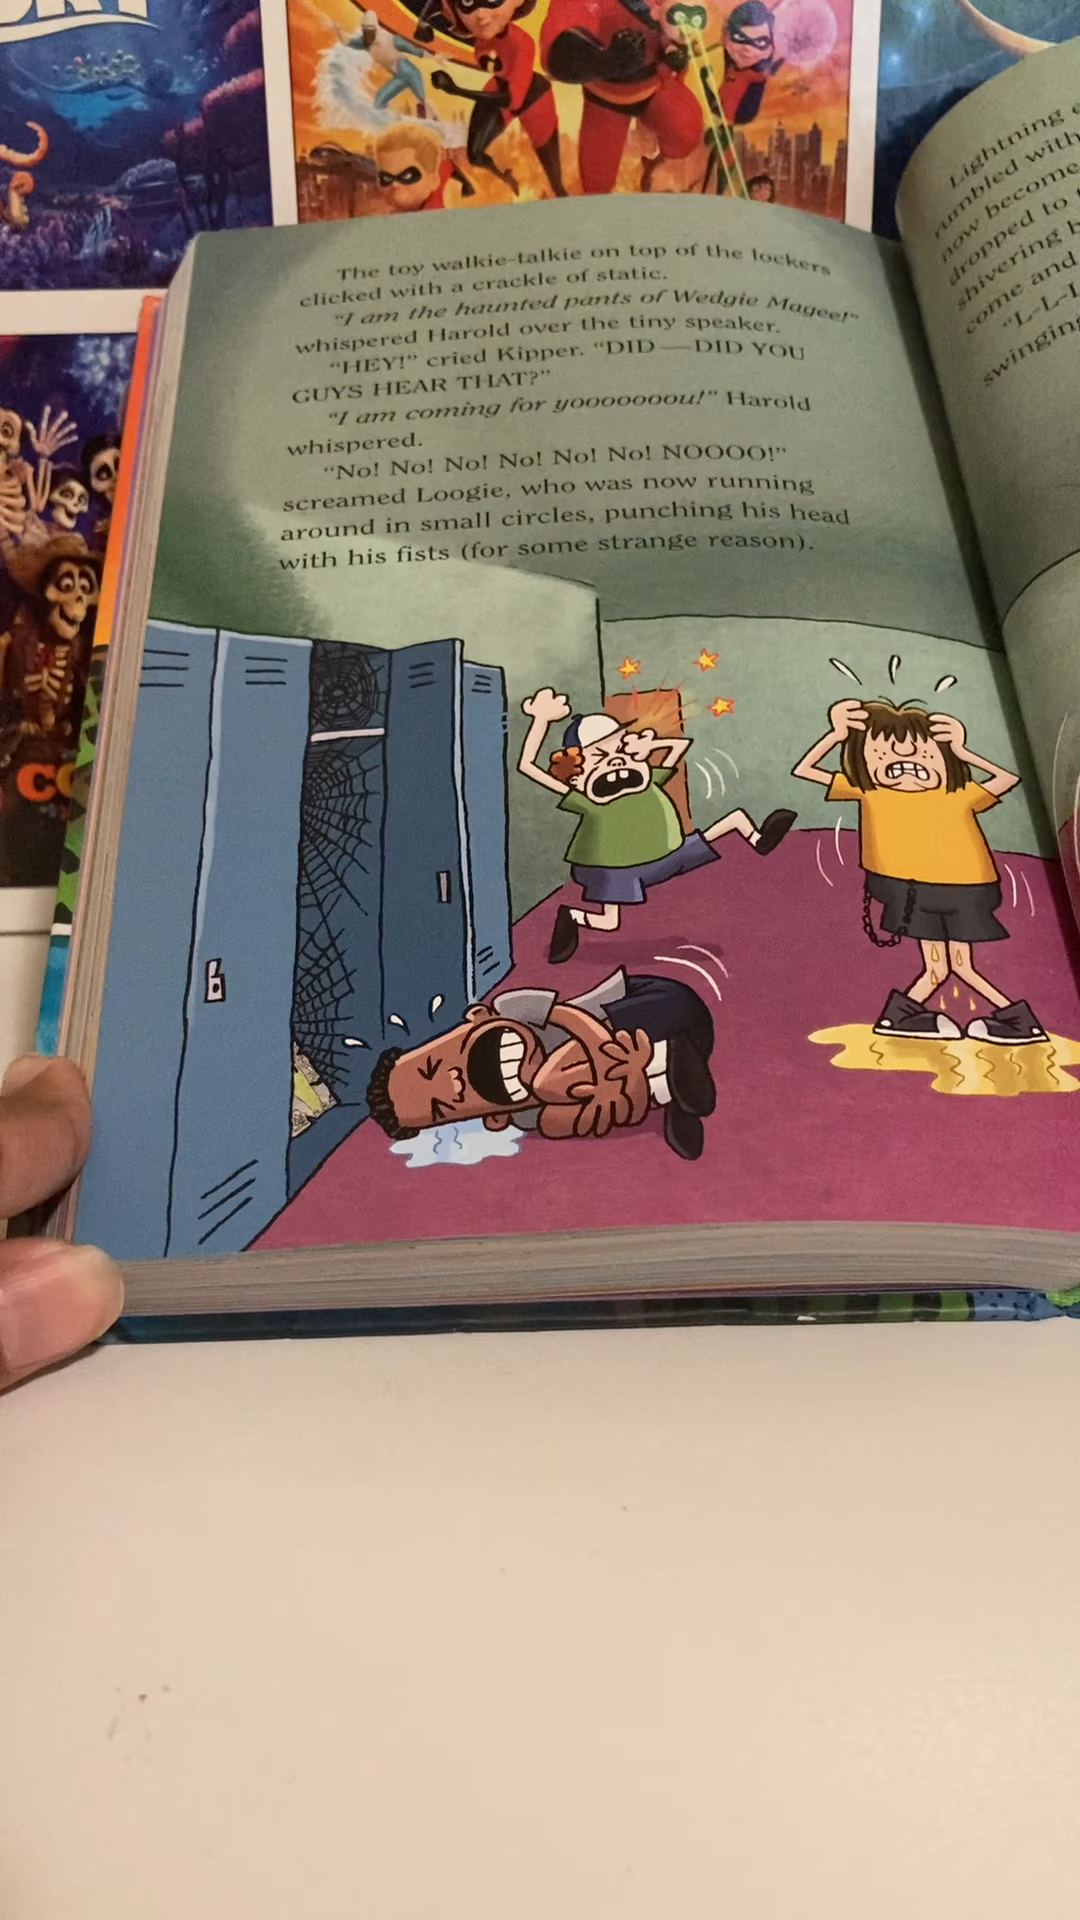 The toy walkie-talkie on top of the lockers
clicked with a crackle of static.
"I am the haunted pants of Wedgie Magee!"
whispered Harold over the tiny speaker.
"HEY!" cried Kipper. "DID—DID YOU
GUYS HEAR THAT?"
"I am coming for yooooooou!" Harold
whispered.
"No! No! No! No! No! No! NOOOO!"
screamed Loogie, who was now running
around in small circles, punching his head
with his fists (for some strange reason).
Lightning
rumbled with
now become
dropped to
shivering
come and
"L-L-
swinging